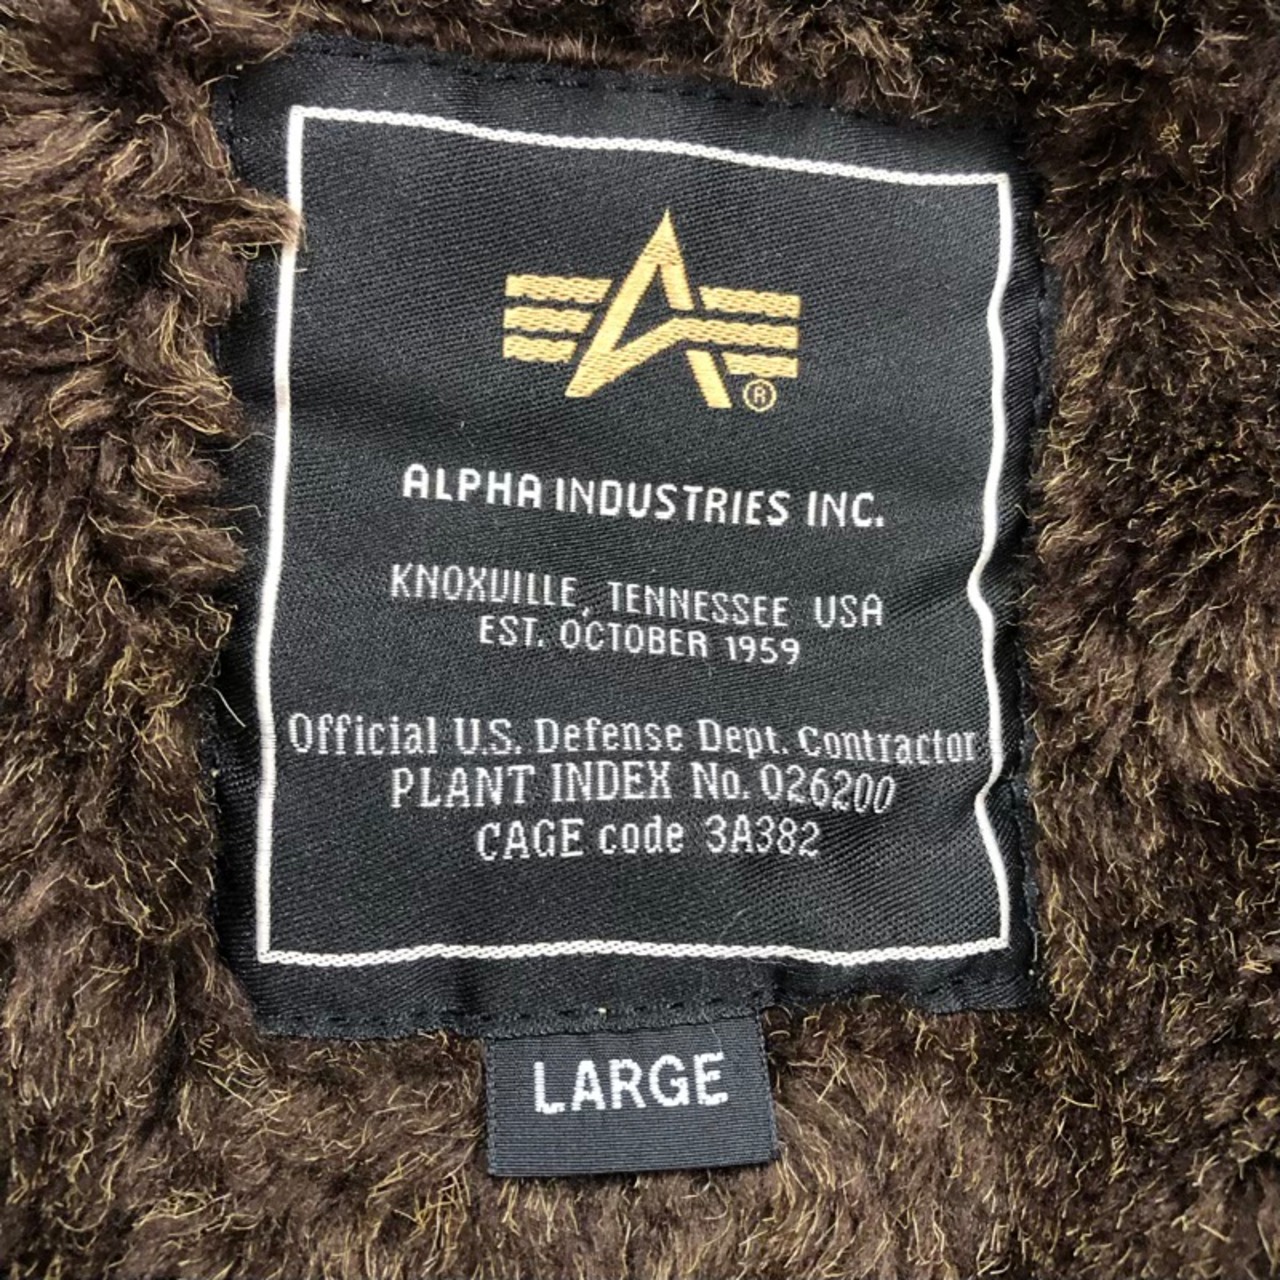 ®
ALPHA INDUSTRIES INC.
KNOXVILLE, TENNESSEE USA
EST. OCTOBER 1959
Official U.S. Defense Dept. Contractor
PLANT INDEX No. 026200
CAGE code 3A382
LARGE